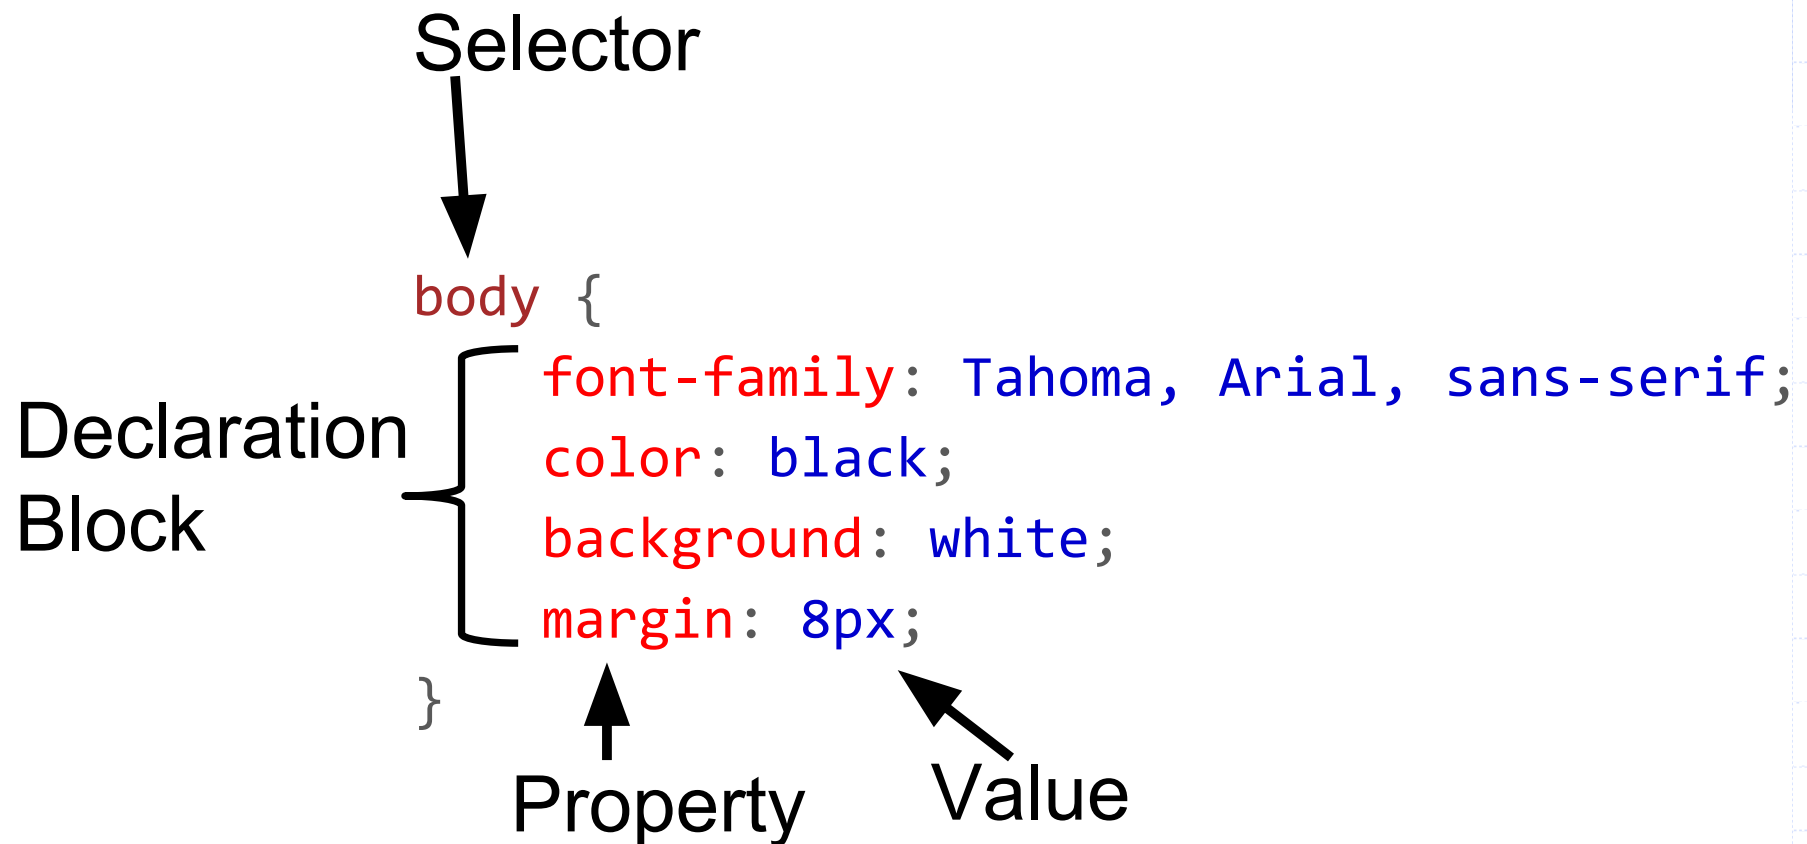 Selector
body {
font-family: Tahoma, Arial, sans-serif;
Declaration
Block
color: black;
background: white;
margin: 8px;
}
Property
Value